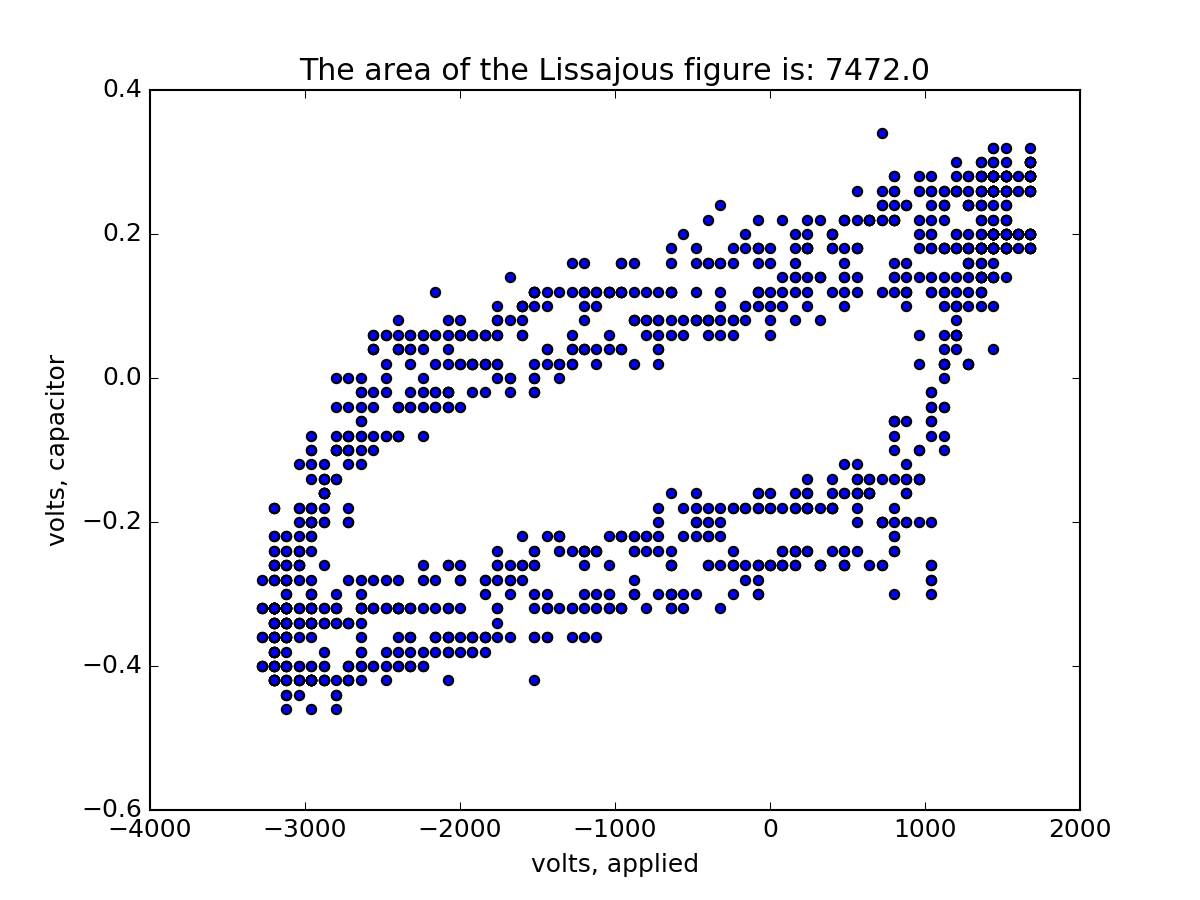 The area of the Lissajous figure is: 7472.0
0.4
0.2
0.0
−0.2
−0.4
−0.6
volts, capacitor
−4000 −3000 −2000 −1000 0 1000 2000
volts, applied